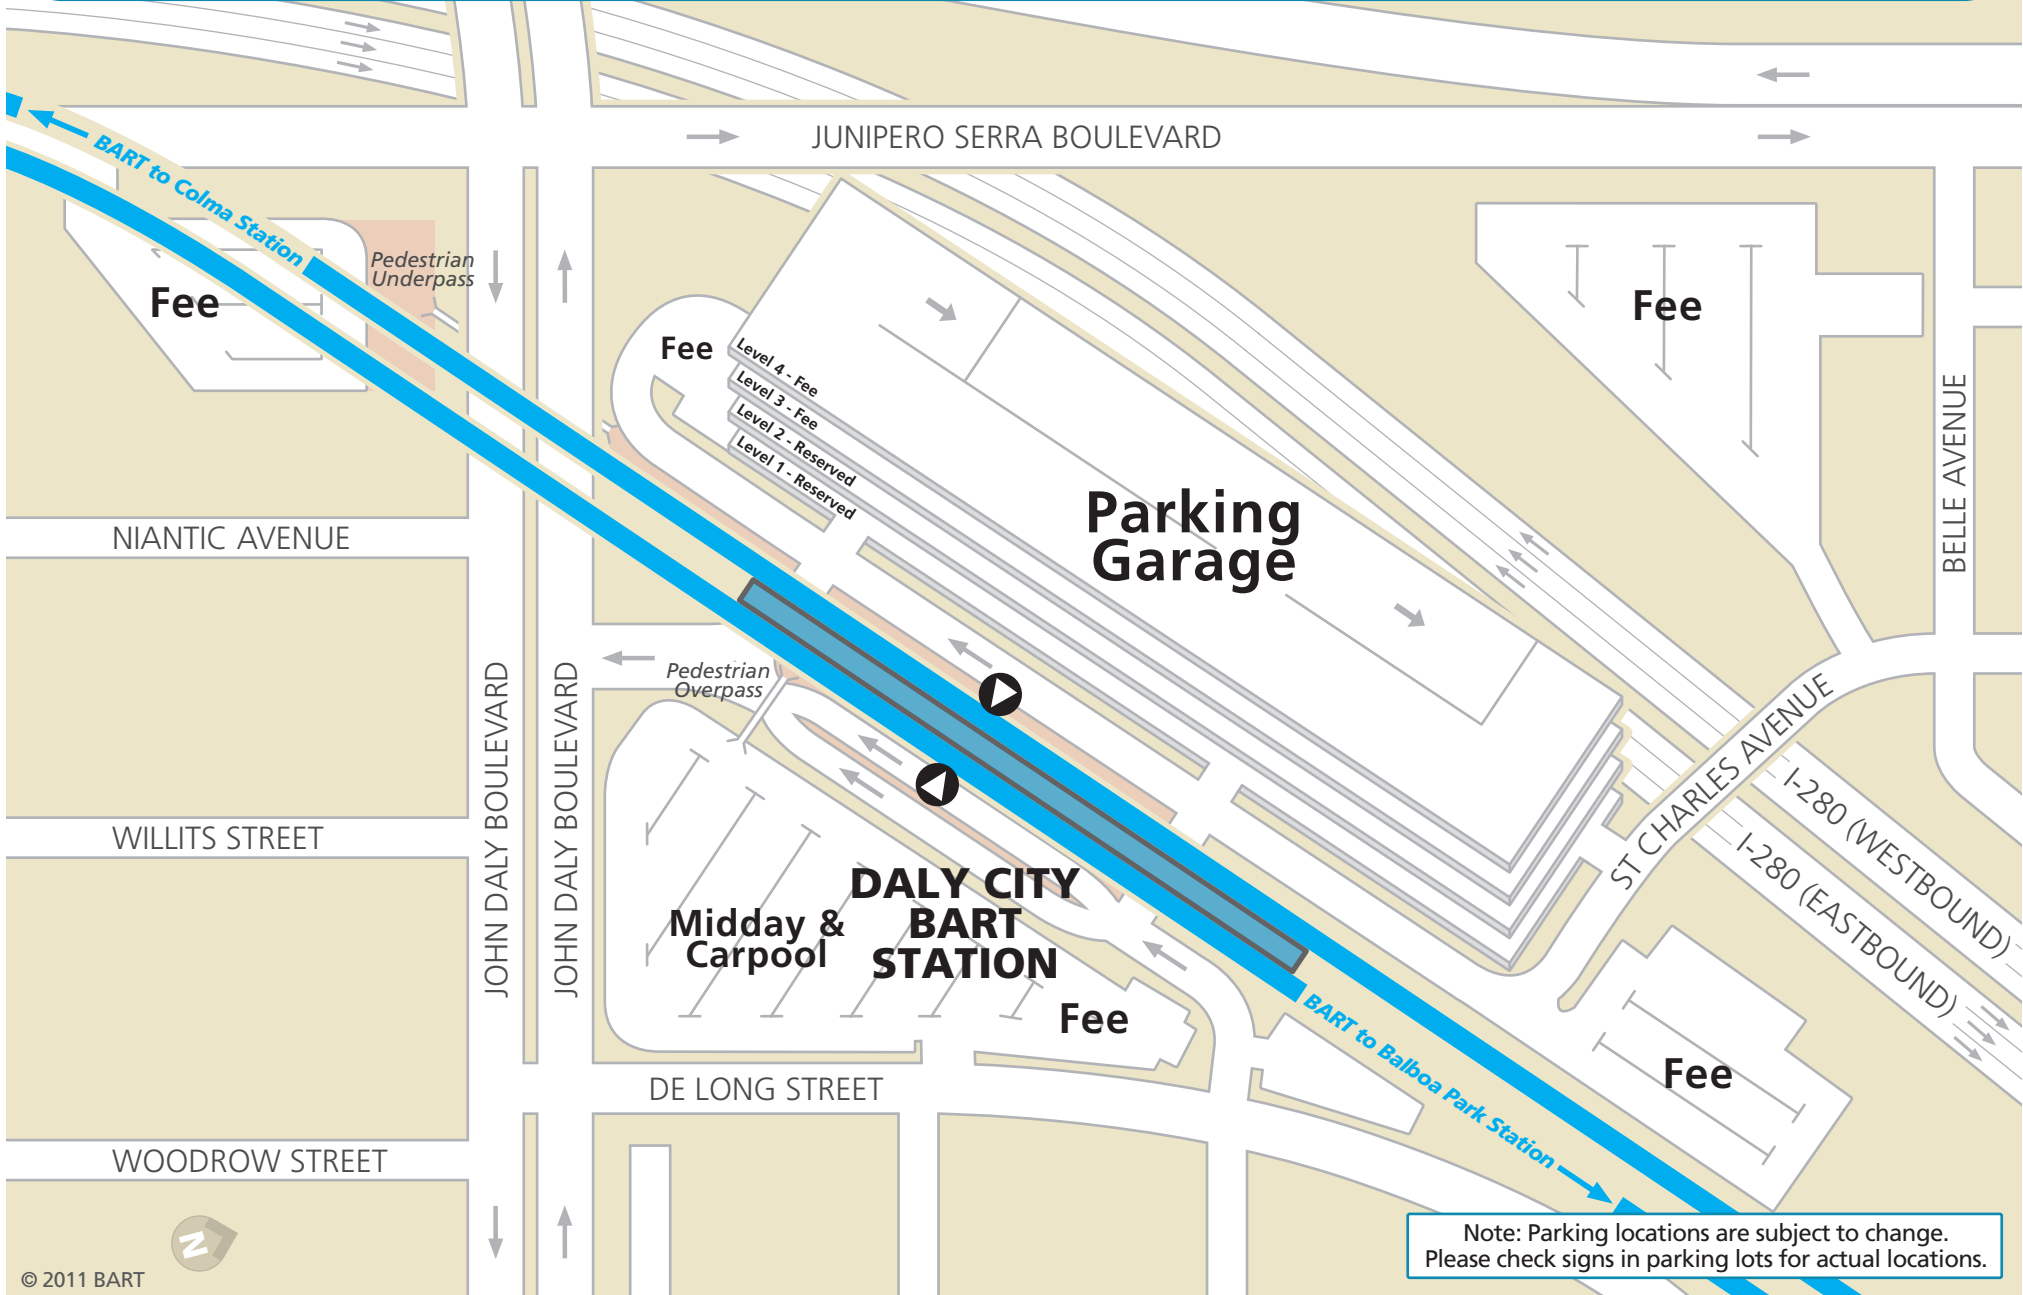 JUNIPERO SERRA BOULEVARD
BART to Colma Station
Pedestrian
Underpass
Fee
Fee
Fee
Level 4 - Fee
Level 3 - Fee
Level 2 - Reserved
Level 1 - Reserved
Parking
Garage
BELLE AVENUE
NIANTIC AVENUE
Pedestrian
Overpass
JOHN DALY BOULEVARD
JOHN DALY BOULEVARD
ST CHARLES AVENUE
I-280 (WESTBOUND)
I-280 (EASTBOUND)
WILLITS STREET
DALY CITY
BART
STATION
Midday &
Carpool
Fee
BART to Balboa Park Station
Fee
DE LONG STREET
WOODROW STREET
N
Note: Parking locations are subject to change.
Please check signs in parking lots for actual locations.
© 2011 BART